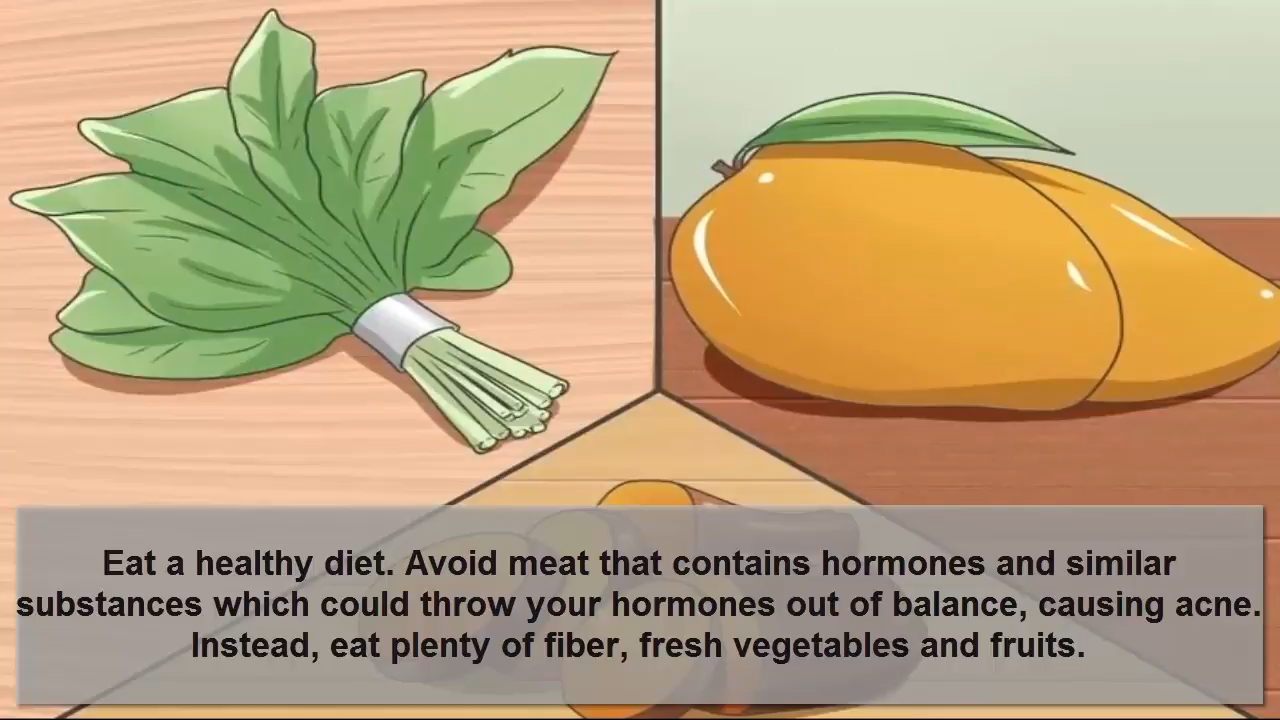 Eat a healthy diet. Avoid meat that contains hormones and similar
substances which could throw your hormones out of balance, causing acne.
Instead, eat plenty of fiber, fresh vegetables and fruits.